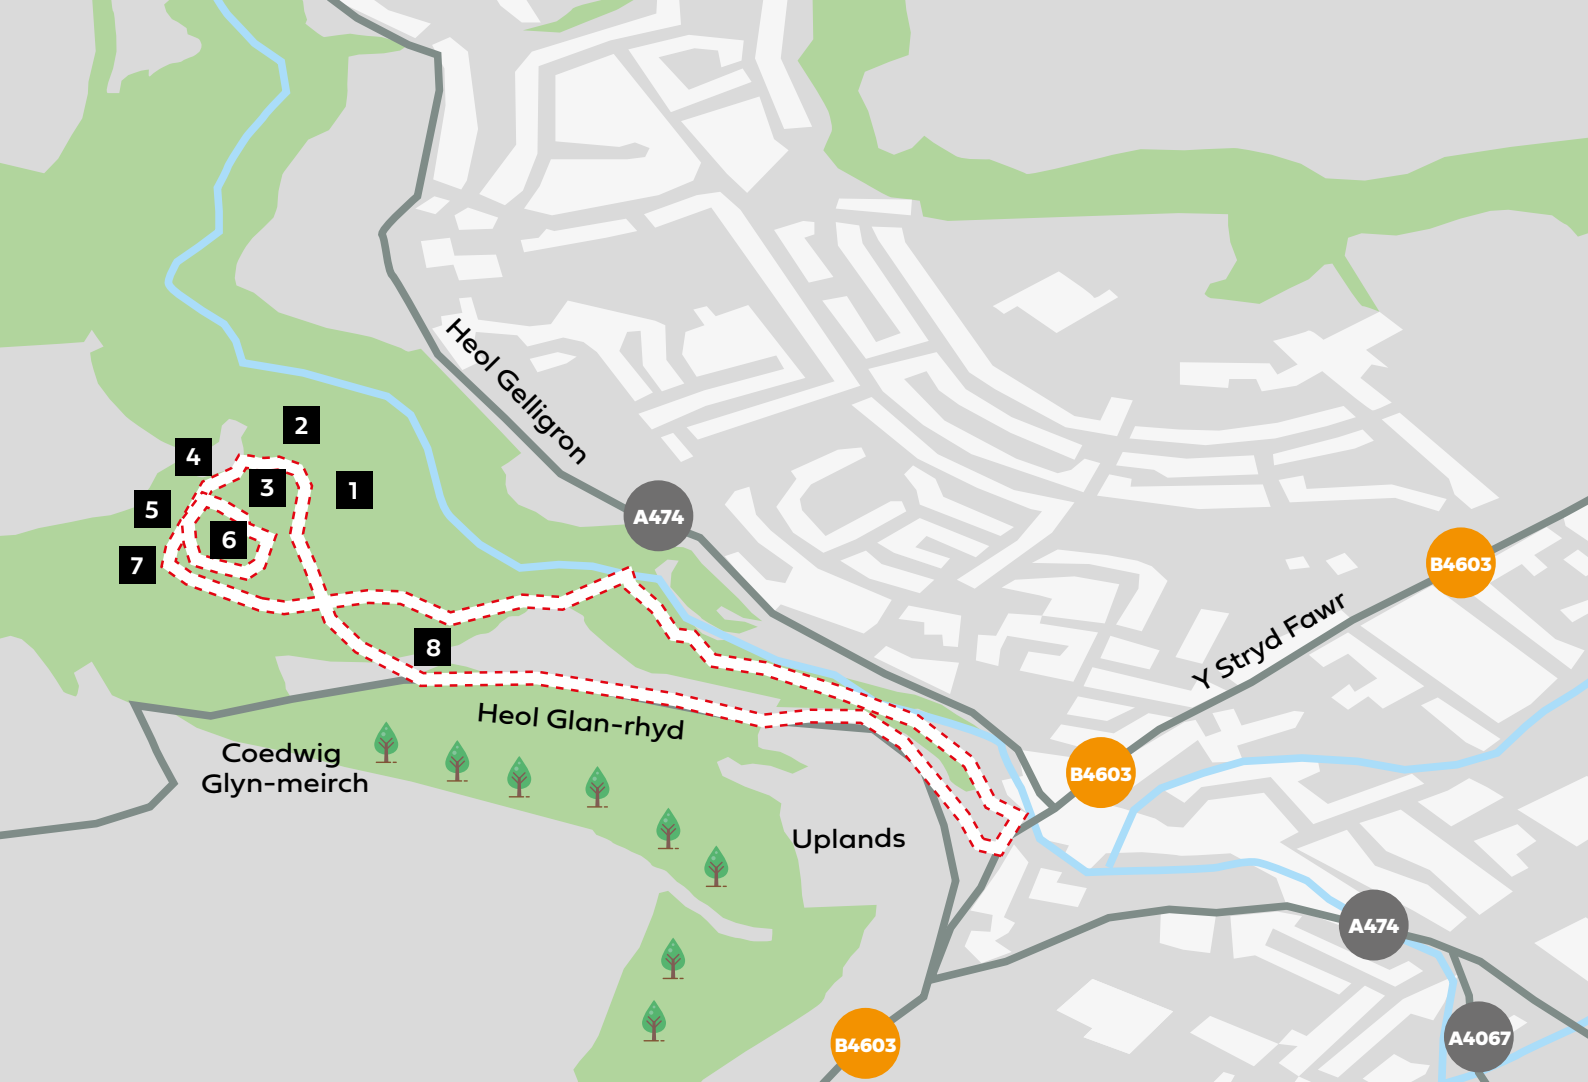 Heol Gelligron
2
4
3
1
5
A474
6
7
B4603
Y Stryd Fawr
8
Heol Glan-rhyd
Coedwig
Glyn-meirch
B4603
Uplands
A474
B4603
A4067